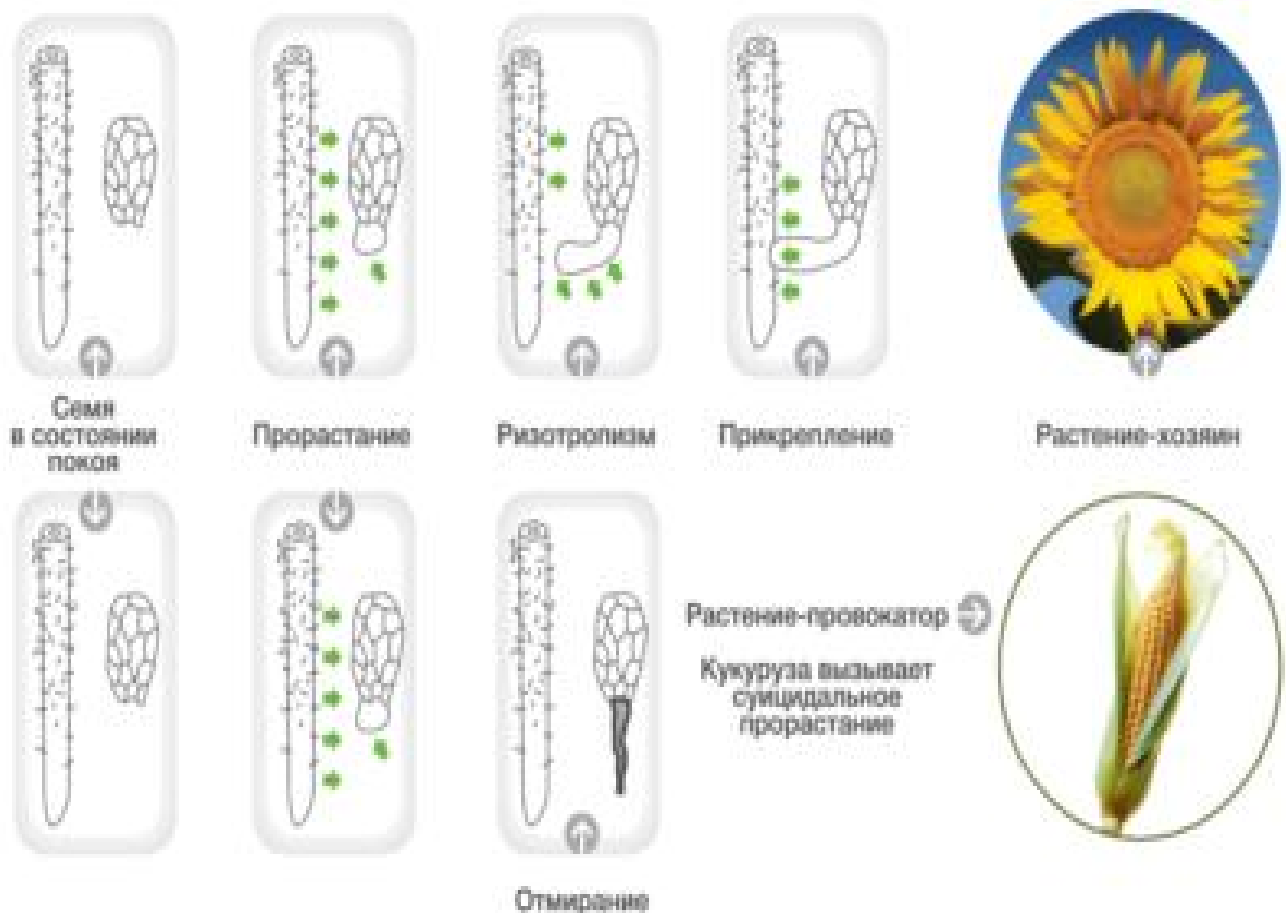 Семя
в состоянии
покоя
Прорастание
Ризотропизм
Прикрепление
Растение-хозяин
Растение-провокатор
Кукуруза вызывает
суицидальное
прорастание
Отмирание